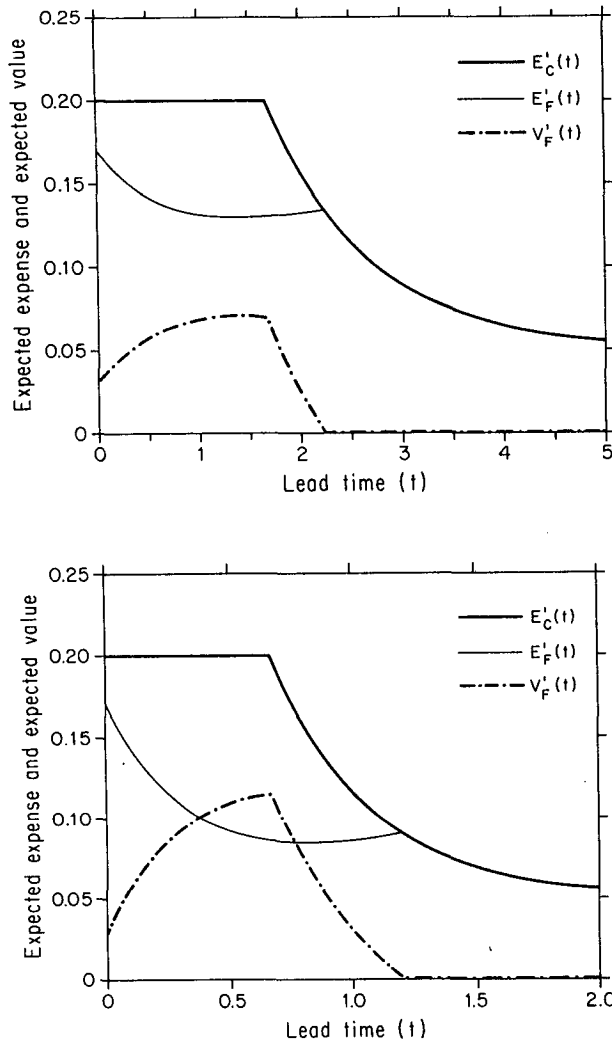 0.25
0.20
0.15
0.10
0.05
0
Expected expense and expected value
E'C(t)
E'F(t)
V'F(t)
0 1 2 3 4 5
Lead time (t)
0.25
0.20
0.15
0.10
0.05
0
Expected expense and expected value
E'C(t)
E'F(t)
V'F(t)
0 0.5 1.0 1.5 2.0
Lead time (t)